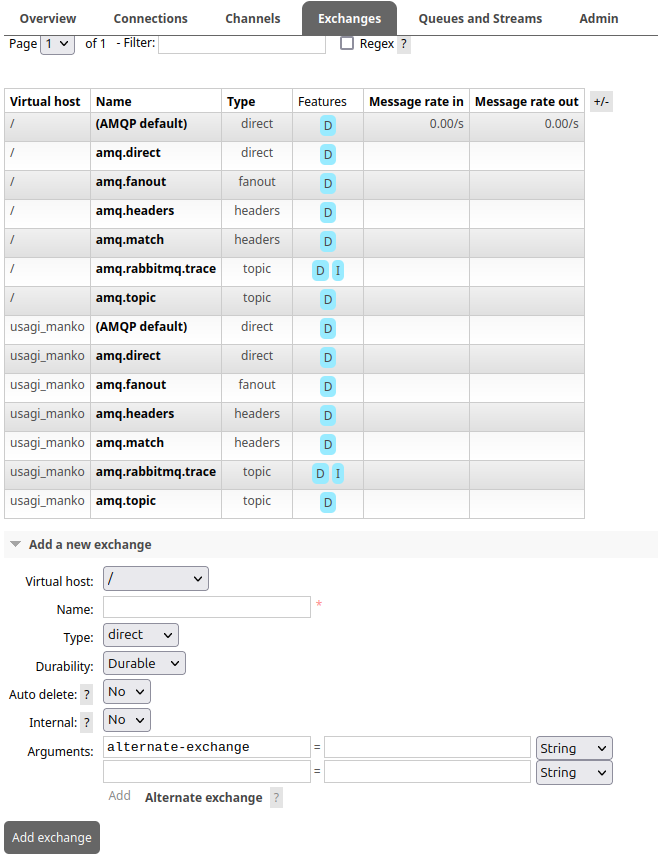 Overview Connections Channels Exchanges Queues and Streams Admin
Page 1 of 1 - Filter: Regex ?
Virtual host Name Type Features Message rate in Message rate out +/-
/ (AMQP default) direct D 0.00/s 0.00/s
/ amq.direct direct D
/ amq.fanout fanout D
/ amq.headers headers D
/ amq.match headers D
/ amq.rabbitmq.trace topic D I
/ amq.topic topic D
usagi_manko (AMQP default) direct D
usagi_manko amq.direct direct D
usagi_manko amq.fanout fanout D
usagi_manko amq.headers headers D
usagi_manko amq.match headers D
usagi_manko amq.rabbitmq.trace topic D I
usagi_manko amq.topic topic D
Add a new exchange
Virtual host: /
Name: *
Type: direct
Durability: Durable
Auto delete: ? No
Internal: ? No
Arguments: alternate-exchange = String
= String
Add Alternate exchange ?
Add exchange